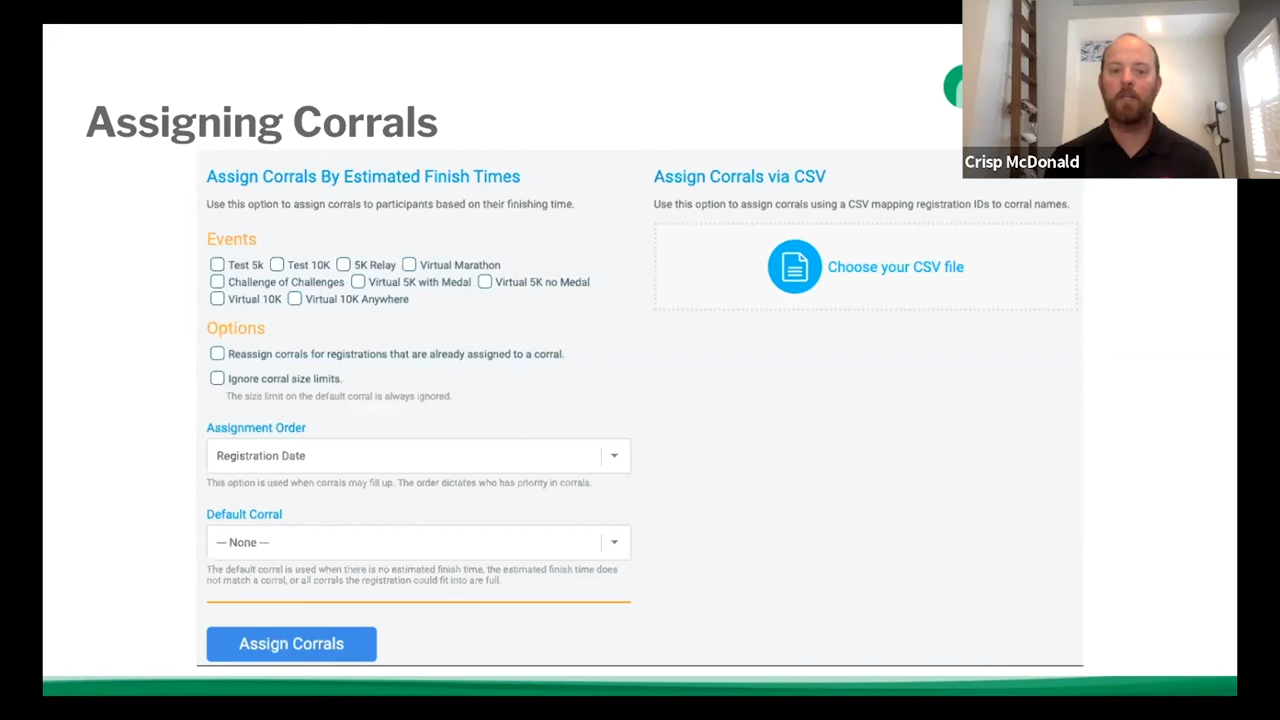 Assigning Corrals
Crisp McDonald
Assign Corrals By Estimated Finish Times
Use this option to assign corrals to participants based on their finishing time.
Events
Test 5k Test 10K 5K Relay Virtual Marathon
Challenge of Challenges Virtual 5K with Medal Virtual 5K no Medal
Virtual 10K Virtual 10K Anywhere
Options
Reassign corrals for registrations that are already assigned to a corral.
Ignore corral size limits.
The size limit on the default corral is always ignored.
Assignment Order
Registration Date
This option is used when corrals may fill up. The order dictates who has priority in corrals.
Default Corral
— None —
The default corral is used when there is no estimated finish time, the estimated finish time does
not match a corral, or all corrals the registration could fit into are full.
Assign Corrals
Assign Corrals via CSV
Use this option to assign corrals using a CSV mapping registration IDs to corral names.
Choose your CSV file